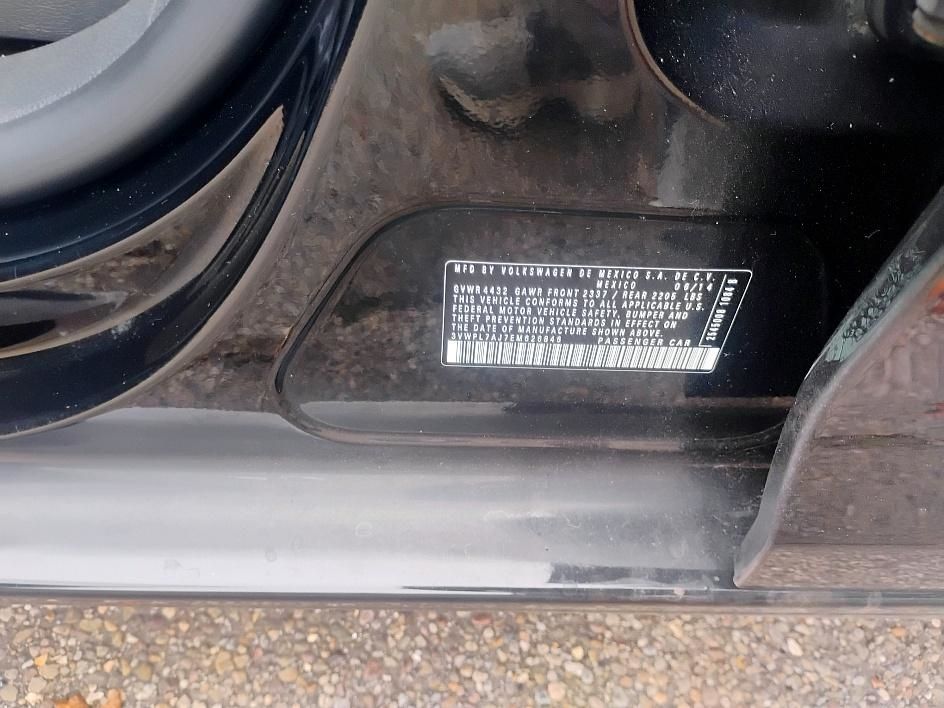 MFD BY VOLKSWAGEN DE MEXICO S.A. DE C.V.
MEXICO 06/14
GVWR 4432 GAWR FRONT 2337 / REAR 2205 LBS
THIS VEHICLE CONFORMS TO ALL APPLICABLE U.S.
FEDERAL MOTOR VEHICLE SAFETY, BUMPER AND
THEFT PREVENTION STANDARDS IN EFFECT ON
THE DATE OF MANUFACTURE SHOWN ABOVE.
3VWPL7AJ7EM626646 PASSENGER CAR